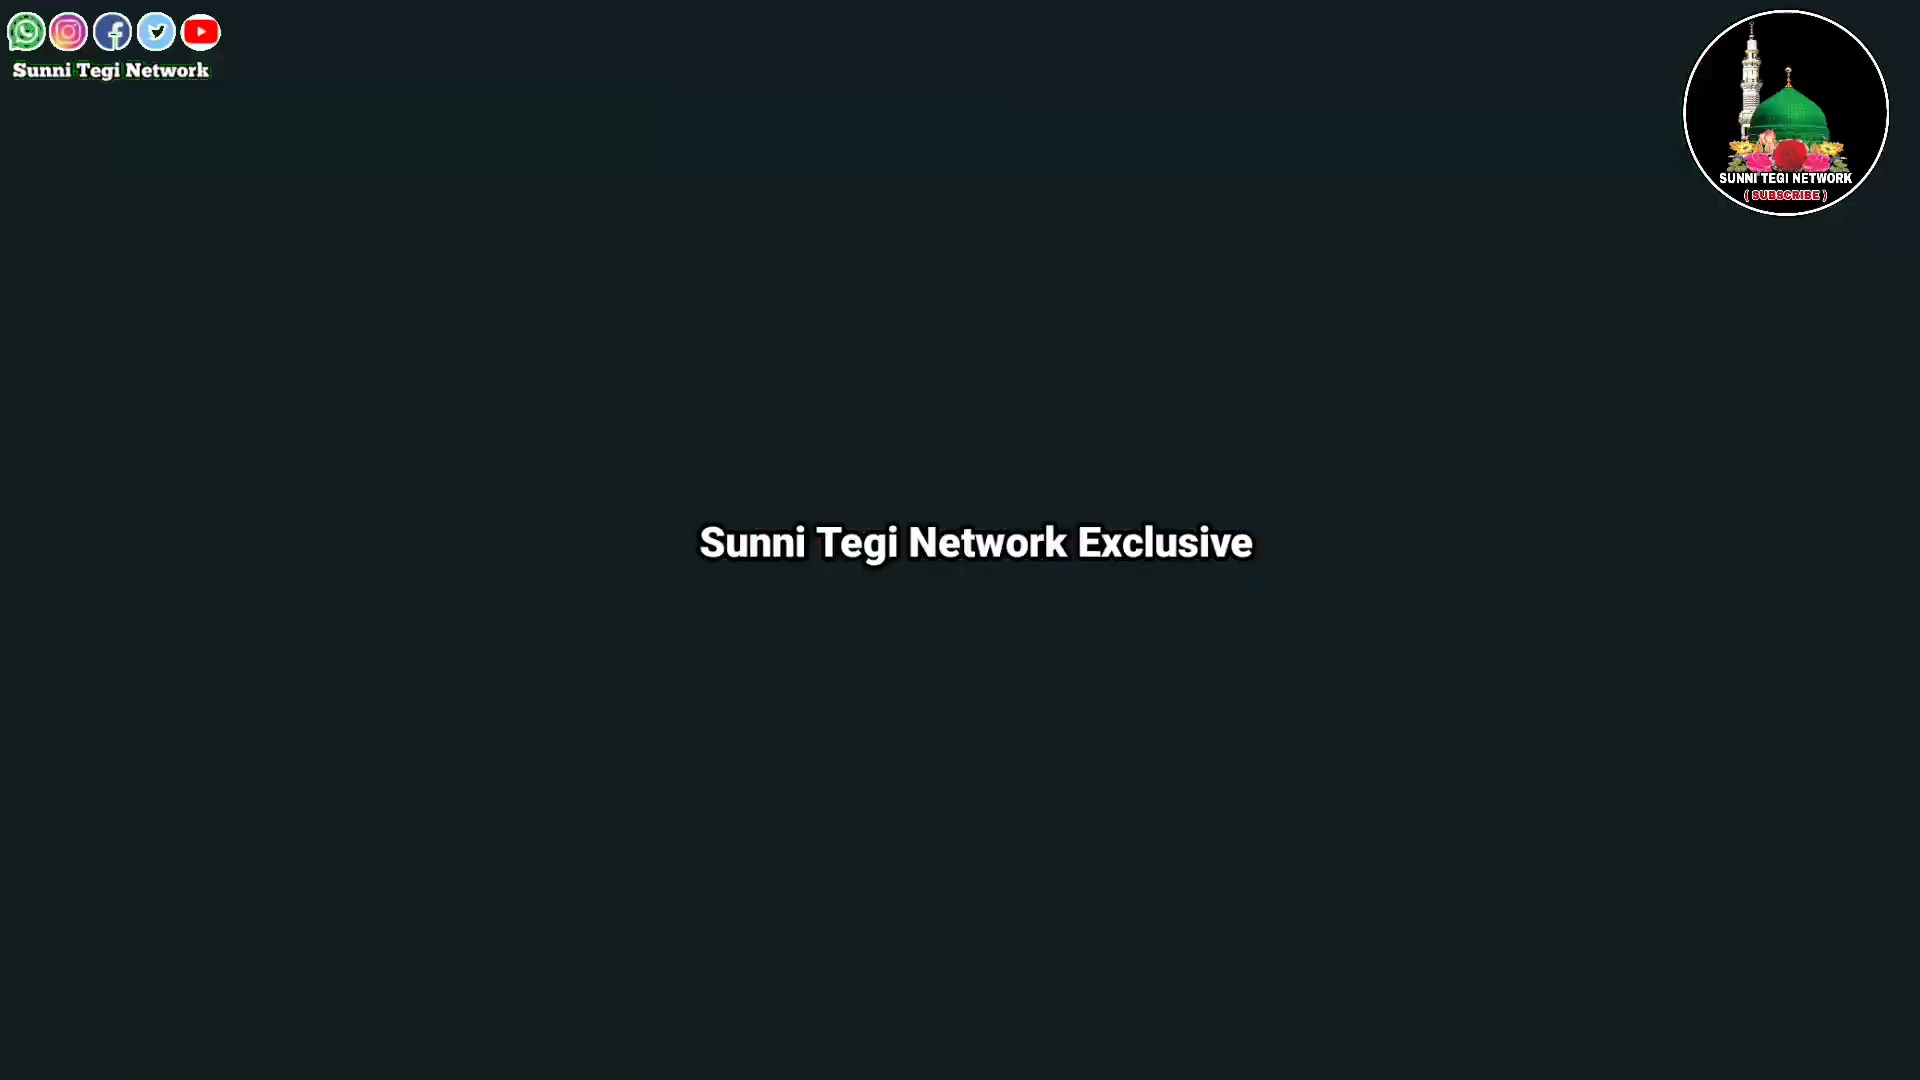 Sunni Tegi Network
SUNNI TEGI NETWORK
( SUBSCRIBE )
Sunni Tegi Network Exclusive